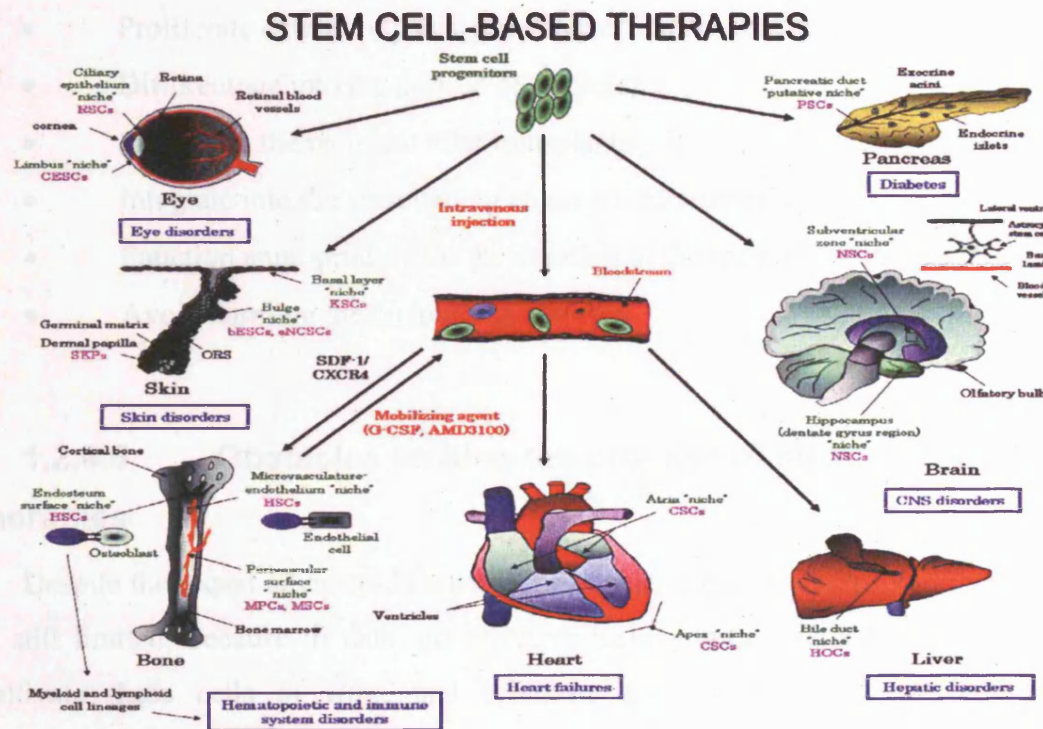 STEM CELL-BASED THERAPIES
Stem cell
progenitors
Ciliary
epithelium
"niche"
RSCs
Retina
Retinal blood
vessels
cornea
Limbus "niche"
CESCs
Eye
Eye disorders
Pancreatic duct
"putative niche"
PSCs
Exocrine
acini
Endocrine
islets
Pancreas
Diabetes
Intravenous
injection
Bloodstream
Basal layer
"niche"
KSCs
Bulge
"niche"
bESCs, eNCSCs
Germinal matrix
Dermal papilla
SKPs
ORS
Skin
Skin disorders
SDF-1/
CXCR4
Mobilizing agent
(G-CSF, AMD3100)
Subventricular
zone "niche"
NSCs
Lateral
Blood
Olfatory bulb
Hippocampus
(dentate gyrus region)
"niche"
NSCs
Brain
CNS disorders
Cortical bone
Endosteum
surface "niche"
HSCs
Osteoblast
Microvasculature
endothelium "niche"
HSCs
Endothelial
cell
Perivascular
surface
"niche"
MPCs, MSCs
Bone marrow
Bone
Myeloid and lymphoid
cell lineages
Hematopoietic and immune
system disorders
Atria "niche"
CSCs
Ventricles
Apex "niche"
CSCs
Heart
Heart failures
Bile duct
"niche"
HOCs
Liver
Hepatic disorders